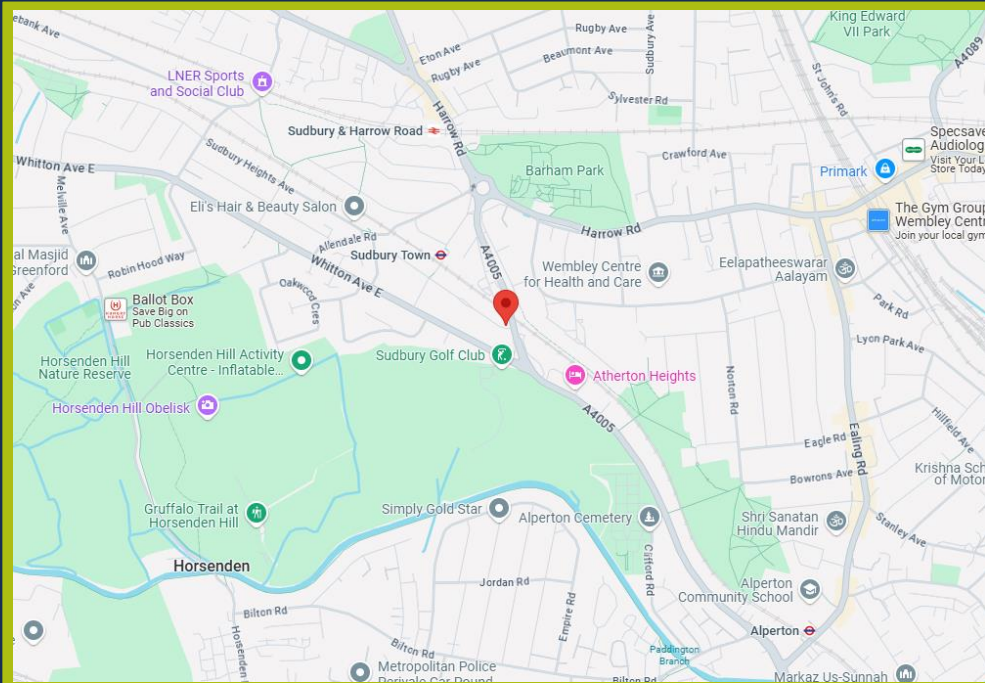 ebank Ave
Eton Ave
Rugby Ave
Rugby Ave
Beaumont Ave
Sudbury Ave
King Edward
VII Park
A4089
LNER Sports
and Social Club
Sylvester Rd
St John's Rd
Harrow Rd
Sudbury & Harrow Road
Specsave
Audiolog
Visit Your L
Store Today
Whitton Ave E
Sudbury Heights Ave
Barham Park
Crawford Ave
Primark
Melville Ave
Eli's Hair & Beauty Salon
The Gym Group
Wembley Centr
Join your local gym
Harrow Rd
Allendale Rd
Sudbury Town
A4005
al Masjid
Greenford
Robin Hood Way
Whitton Ave E
Wembley Centre
for Health and Care
Eelapatheeswarar
Aalayam
Oakwood Cres
Ballot Box
Save Big on
Pub Classics
Park Rd
Lyon Park Ave
Horsenden Hill
Nature Reserve
Horsenden Hill Activity
Centre - Inflatable...
Sudbury Golf Club
Atherton Heights
Norton Rd
Horsenden Hill Obelisk
A4005
Hillfield Ave
Eagle Rd
Ealing Rd
Bowrons Ave
Krishna Sch
of Motor
Gruffalo Trail at
Horsenden Hill
Simply Gold Star
Alperton Cemetery
Shri Sanatan
Hindu Mandir
Stanley Ave
Horsenden
Clifford Rd
Jordan Rd
Alperton
Community School
Bilton Rd
Empire Rd
Horsenden
Alperton
Bilton Rd
Paddington
Branch
Metropolitan Police
Perivale Car Pound
Bilton Rd
Markaz Us-Sunnah